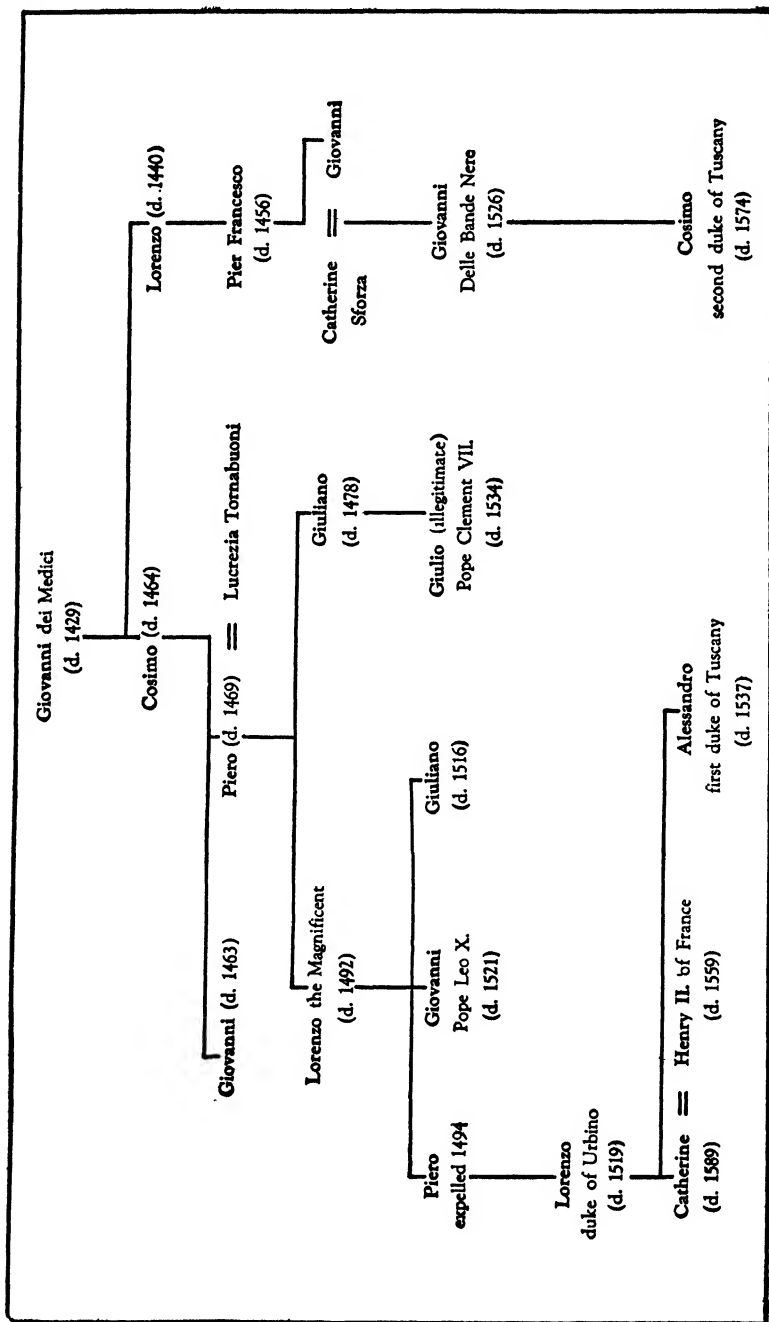 Giovanni dei Medici
(d. 1429)
Cosimo (d. 1464)
Lorenzo (d. 1440)
Giovanni (d. 1463)
Piero (d. 1469) = Lucrezia Tornabuoni
Pier Francesco
(d. 1456)
Lorenzo the Magnificent
(d. 1492)
Giuliano
(d. 1478)
Catherine = Giovanni
Sforza
Piero
expelled 1494
Giovanni
Pope Leo X.
(d. 1521)
Giuliano
(d. 1516)
Giulio (illegitimate)
Pope Clement VII.
(d. 1534)
Giovanni
Delle Bande Nere
(d. 1526)
Lorenzo
duke of Urbino
(d. 1519)
Catherine = Henry II. of France
(d. 1589) (d. 1559)
Alessandro
first duke of Tuscany
(d. 1537)
Cosimo
second duke of Tuscany
(d. 1574)